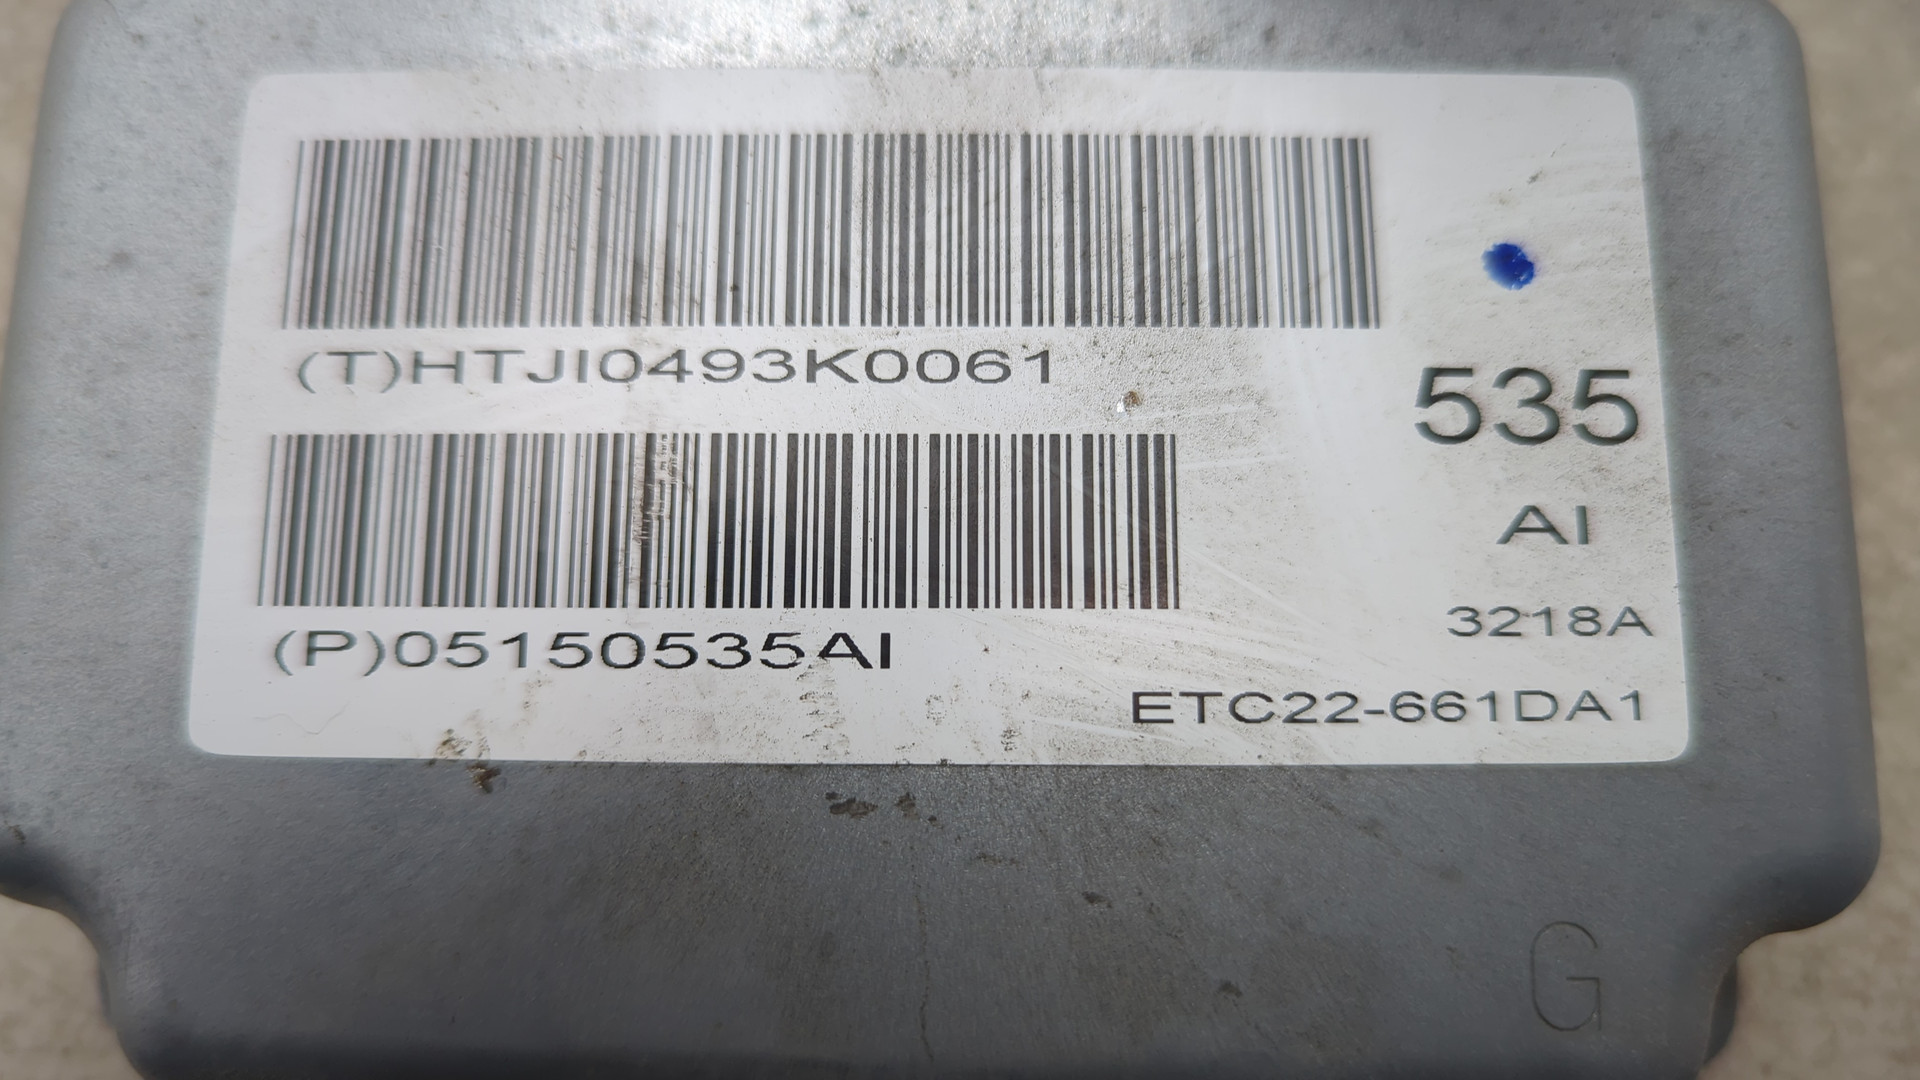 (T)HTJI0493K0061
535
AI
(P)05150535AI
3218A
ETC22-661DA1
G